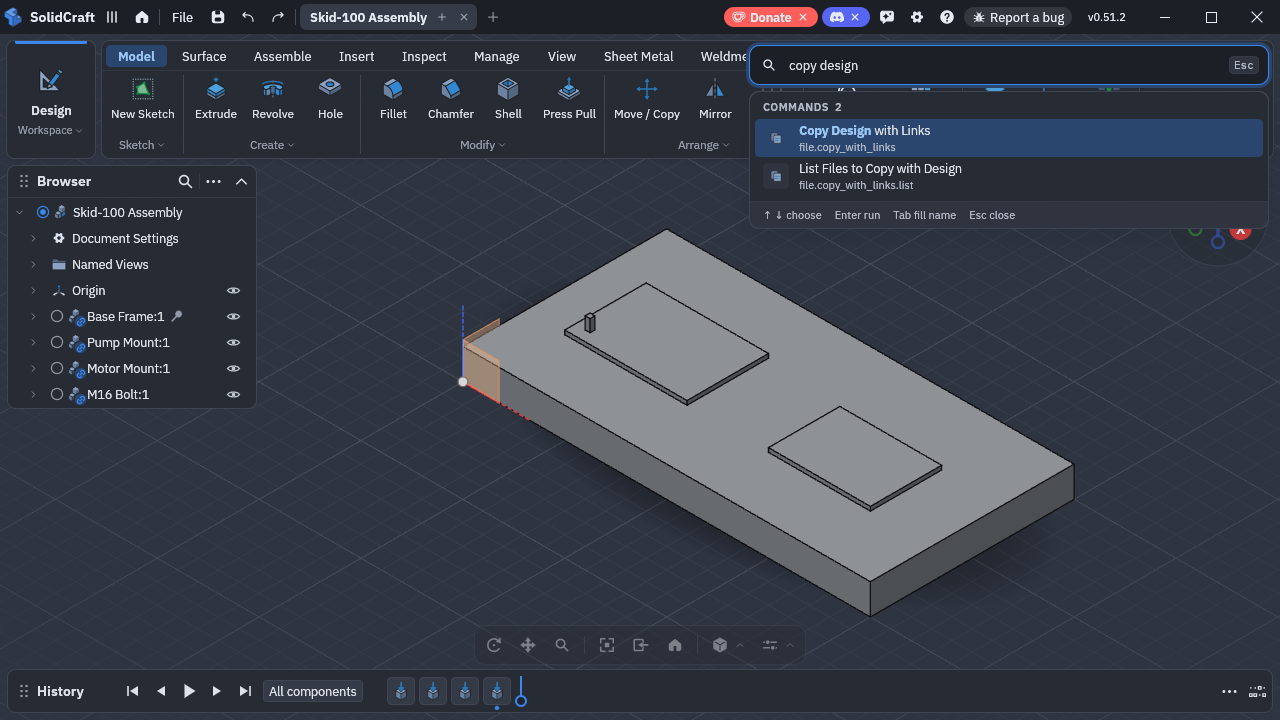 SolidCraft
File
Skid-100 Assembly
Donate
Report a bug
v0.51.2
Design
Workspace
Model
Surface
Assemble
Insert
Inspect
Manage
View
Sheet Metal
copy design
Esc
New Sketch
Extrude
Revolve
Hole
Fillet
Chamfer
Shell
Press Pull
Move / Copy
Mirror
Sketch
Create
Modify
Arrange
COMMANDS 2
Copy Design with Links
file.copy_with_links
List Files to Copy with Design
file.copy_with_links.list
↑ ↓ choose
Enter run
Tab fill name
Esc close
X
Browser
Skid-100 Assembly
Document Settings
Named Views
Origin
Base Frame:1
Pump Mount:1
Motor Mount:1
M16 Bolt:1
History
All components